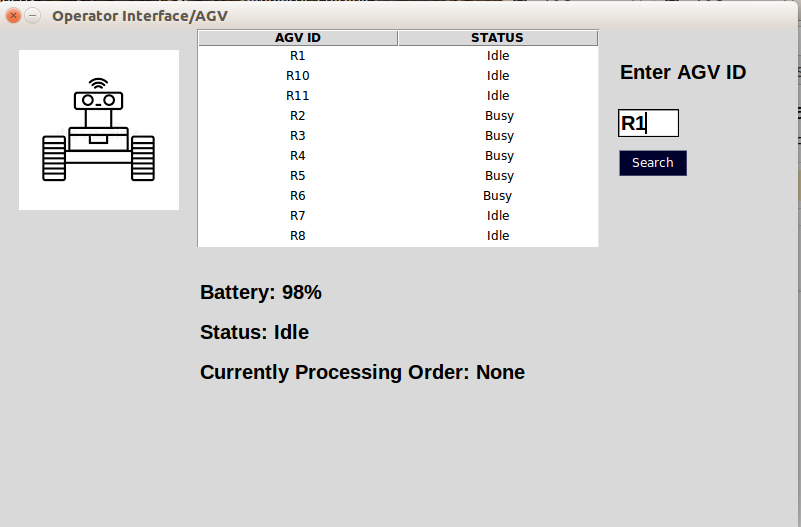 Operator Interface/AGV
AGV ID STATUS
R1 Idle
R10 Idle
R11 Idle
R2 Busy
R3 Busy
R4 Busy
R5 Busy
R6 Busy
R7 Idle
R8 Idle
Enter AGV ID
R1
Search
Battery: 98%
Status: Idle
Currently Processing Order: None